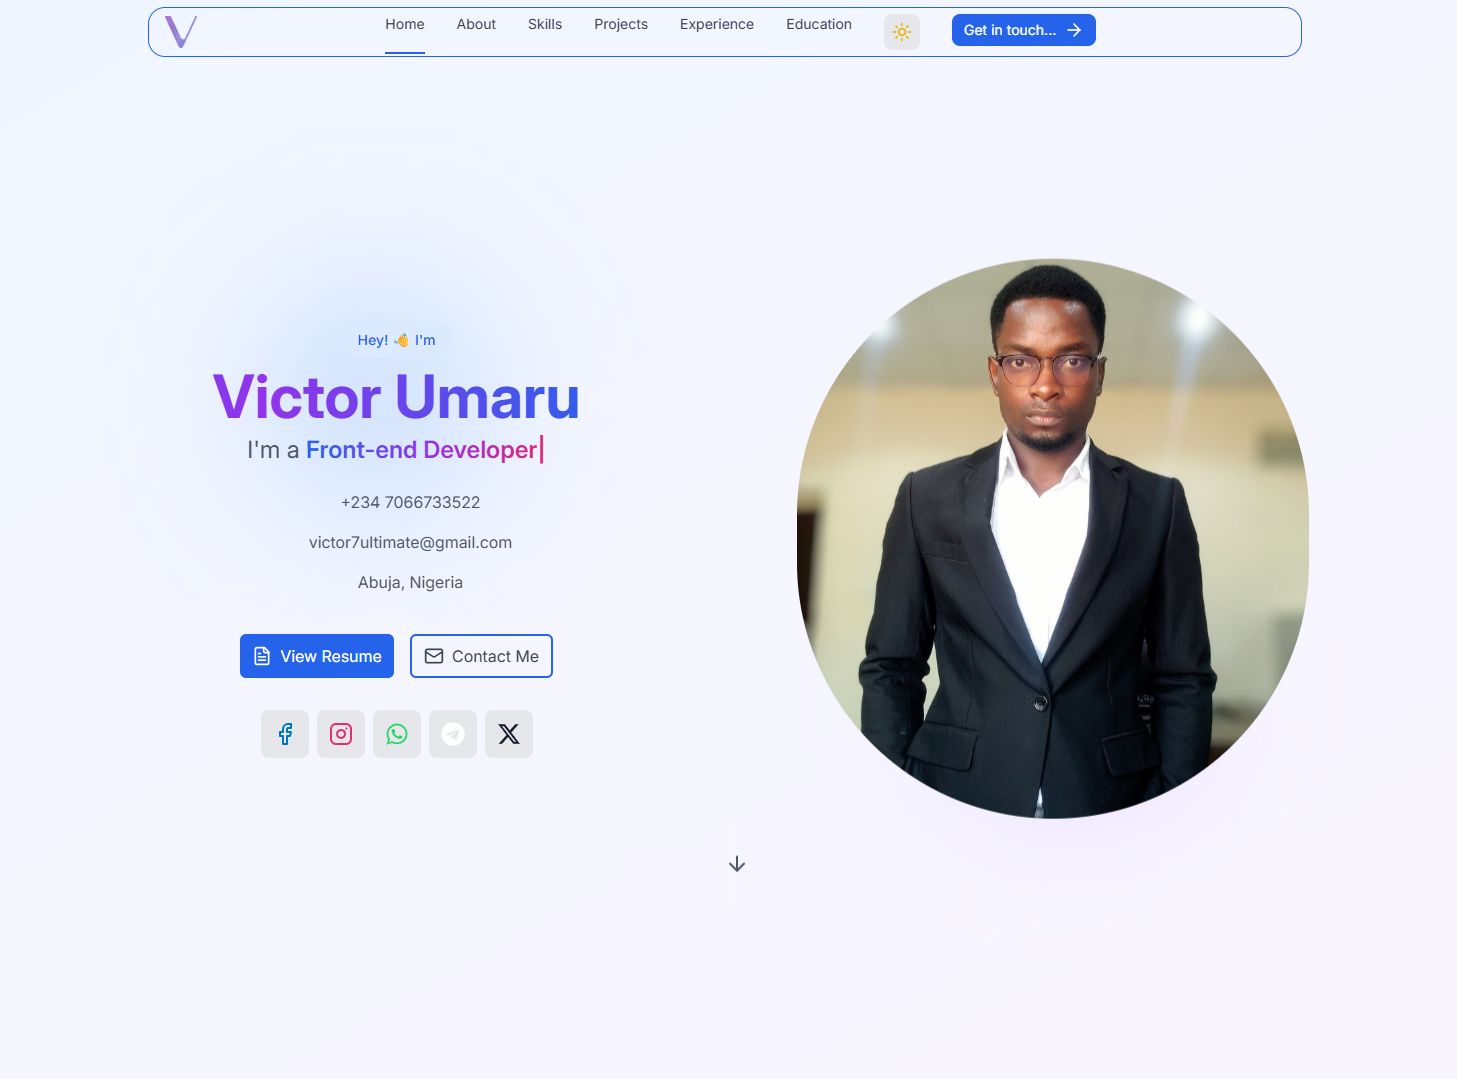 V
Home About Skills Projects Experience Education Get in touch...
Hey! 👋 I'm
Victor Umaru
I'm a Front-end Developer|
+234 7066733522
victor7ultimate@gmail.com
Abuja, Nigeria
View Resume Contact Me